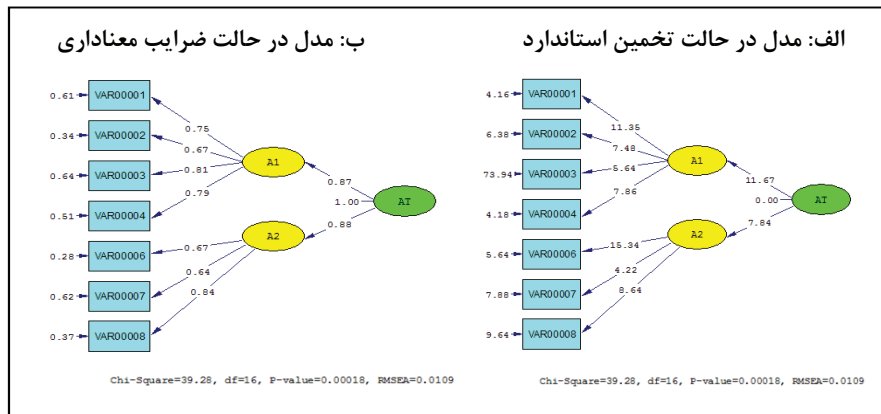 الف: مدل در حالت تخمین استاندارد
ب: مدل در حالت ضرایب معناداری
4.16 VAR00001
6.38 VAR00002
73.94 VAR00003
4.18 VAR00004
5.64 VAR00006
7.88 VAR00007
9.64 VAR00008
11.35
7.48
5.64
7.86
15.34
4.22
8.64
A1
A2
11.67
0.00
7.84
AT
Chi-Square=39.28, df=16, P-value=0.00018, RMSEA=0.0109
0.61 VAR00001
0.34 VAR00002
0.64 VAR00003
0.51 VAR00004
0.28 VAR00006
0.62 VAR00007
0.37 VAR00008
0.75
0.67
0.81
0.79
0.67
0.64
0.84
A1
A2
0.87
1.00
0.88
AT
Chi-Square=39.28, df=16, P-value=0.00018, RMSEA=0.0109